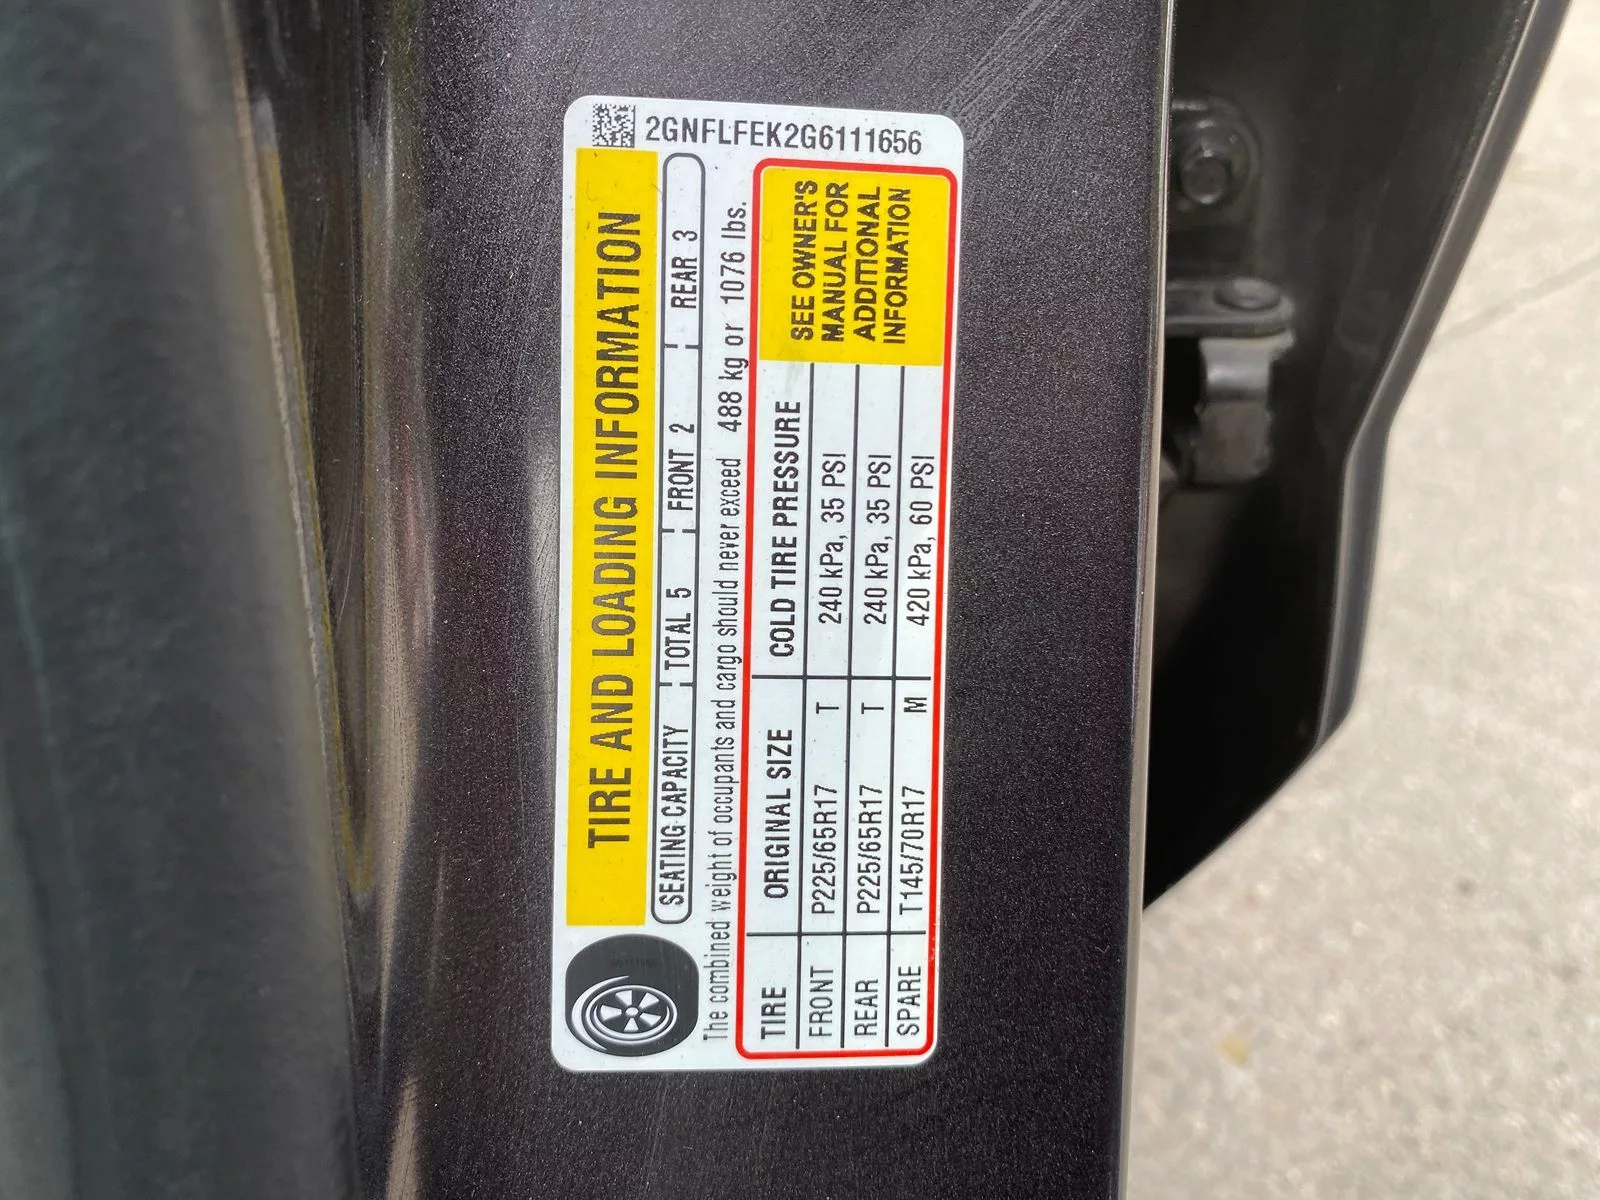 2GNFLFEK2G6111656
TIRE AND LOADING INFORMATION
SEATING CAPACITY TOTAL 5 FRONT 2 REAR 3
The combined weight of occupants and cargo should never exceed 488 kg or 1076 lbs.
TIRE ORIGINAL SIZE COLD TIRE PRESSURE
FRONT P225/65R17 T 240 kPa, 35 PSI
REAR P225/65R17 T 240 kPa, 35 PSI
SPARE T145/70R17 M 420 kPa, 60 PSI
SEE OWNER'S
MANUAL FOR
ADDITIONAL
INFORMATION